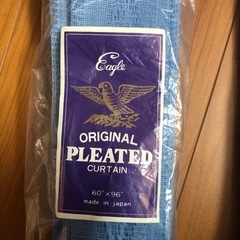 Eagle
ORIGINAL
PLEATED
CURTAIN
60" × 96"
made in japan